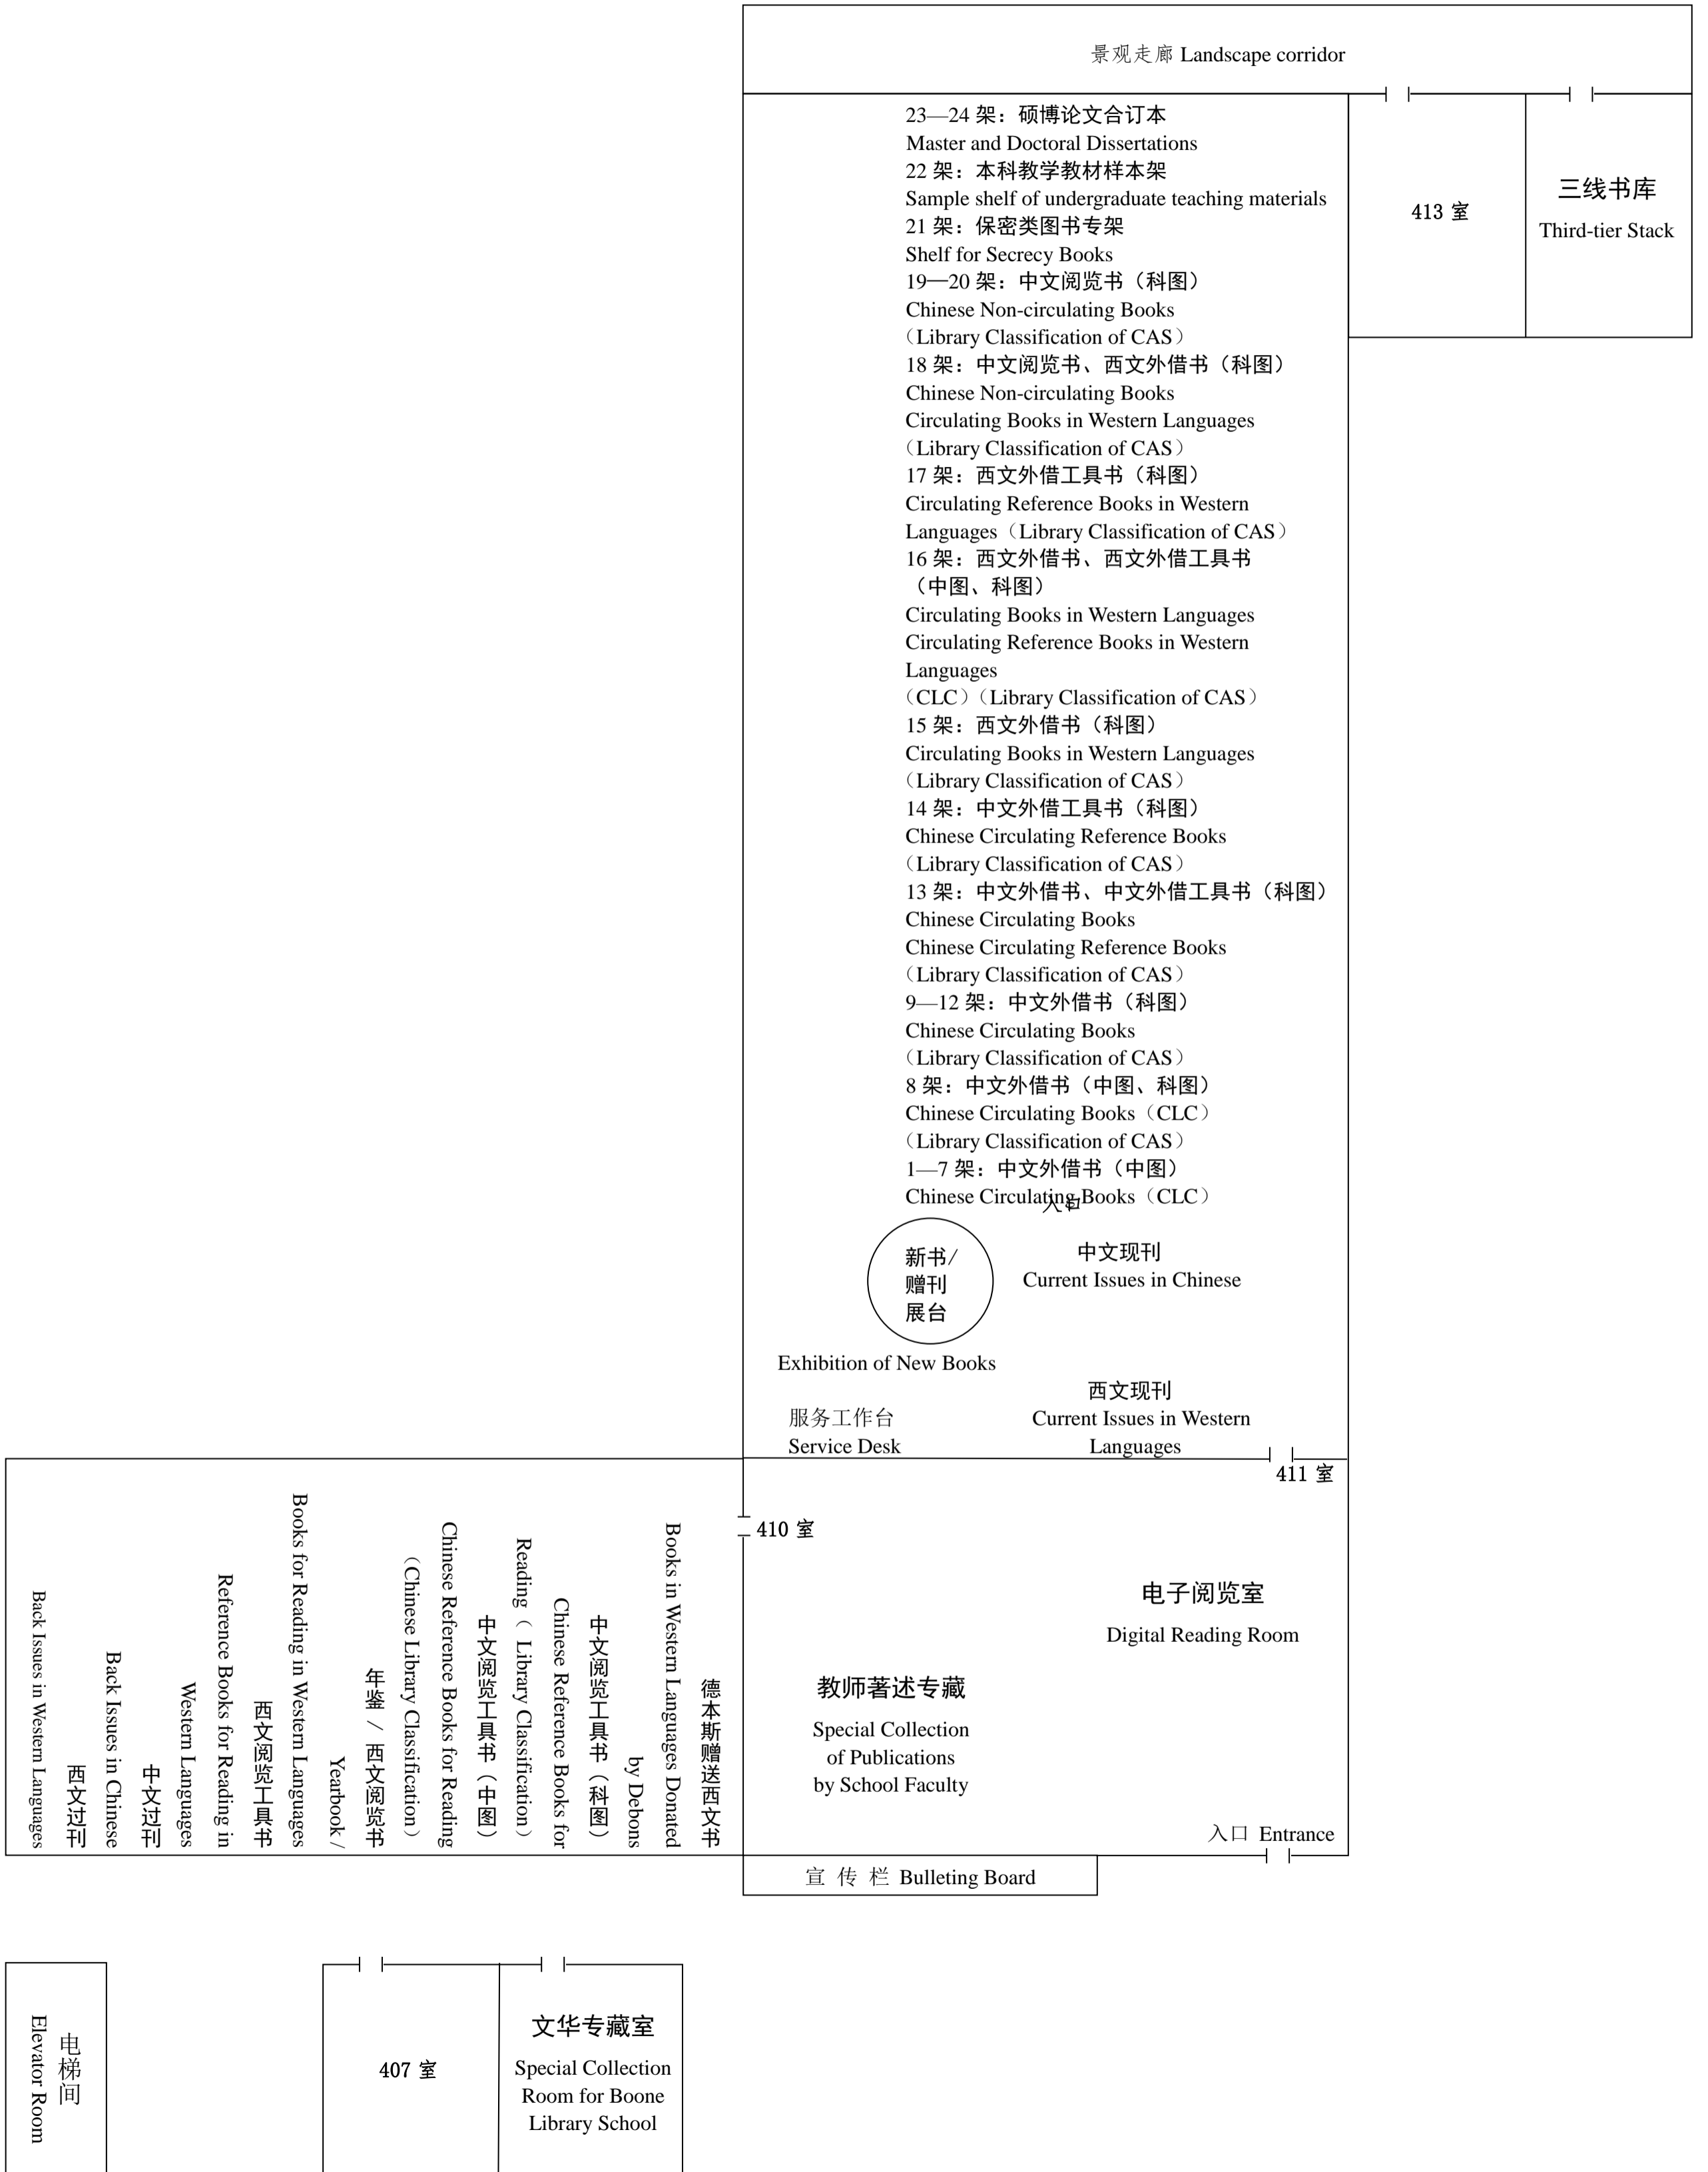 景观走廊 Landscape corridor
23—24 架：硕博论文合订本
Master and Doctoral Dissertations
22 架：本科教学教材样本架
Sample shelf of undergraduate teaching materials
21 架：保密类图书专架
Shelf for Secrecy Books
19—20 架：中文阅览书（科图）
Chinese Non-circulating Books
（Library Classification of CAS）
18 架：中文阅览书、西文外借书（科图）
Chinese Non-circulating Books
Circulating Books in Western Languages
（Library Classification of CAS）
17 架：西文外借工具书（科图）
Circulating Reference Books in Western
Languages（Library Classification of CAS）
16 架：西文外借书、西文外借工具书
（中图、科图）
Circulating Books in Western Languages
Circulating Reference Books in Western
Languages
（CLC）（Library Classification of CAS）
15 架：西文外借书（科图）
Circulating Books in Western Languages
（Library Classification of CAS）
14 架：中文外借工具书（科图）
Chinese Circulating Reference Books
（Library Classification of CAS）
13 架：中文外借书、中文外借工具书（科图）
Chinese Circulating Books
Chinese Circulating Reference Books
（Library Classification of CAS）
9—12 架：中文外借书（科图）
Chinese Circulating Books
（Library Classification of CAS）
8 架：中文外借书（中图、科图）
Chinese Circulating Books（CLC）
（Library Classification of CAS）
1—7 架：中文外借书（中图）
Chinese Circulating Books（CLC）
入口
413 室
三线书库
Third-tier Stack
新书/
赠刊
展台
Exhibition of New Books
中文现刊
Current Issues in Chinese
西文现刊
Current Issues in Western
Languages
服务工作台
Service Desk
411 室
410 室
电子阅览室
Digital Reading Room
教师著述专藏
Special Collection
of Publications
by School Faculty
入口 Entrance
宣 传 栏 Bulleting Board
德本斯赠送西文书
Books in Western Languages Donated
by Debons
中文阅览工具书（科图）
Chinese Reference Books for
Reading（ Library Classification）
中文阅览工具书（中图）
Chinese Reference Books for Reading
（Chinese Library Classification）
年鉴 / 西文阅览书
Yearbook /
Books for Reading in Western Languages
西文阅览工具书
Reference Books for Reading in
Western Languages
中文过刊
Back Issues in Chinese
西文过刊
Back Issues in Western Languages
电梯间
Elevator Room
407 室
文华专藏室
Special Collection
Room for Boone
Library School